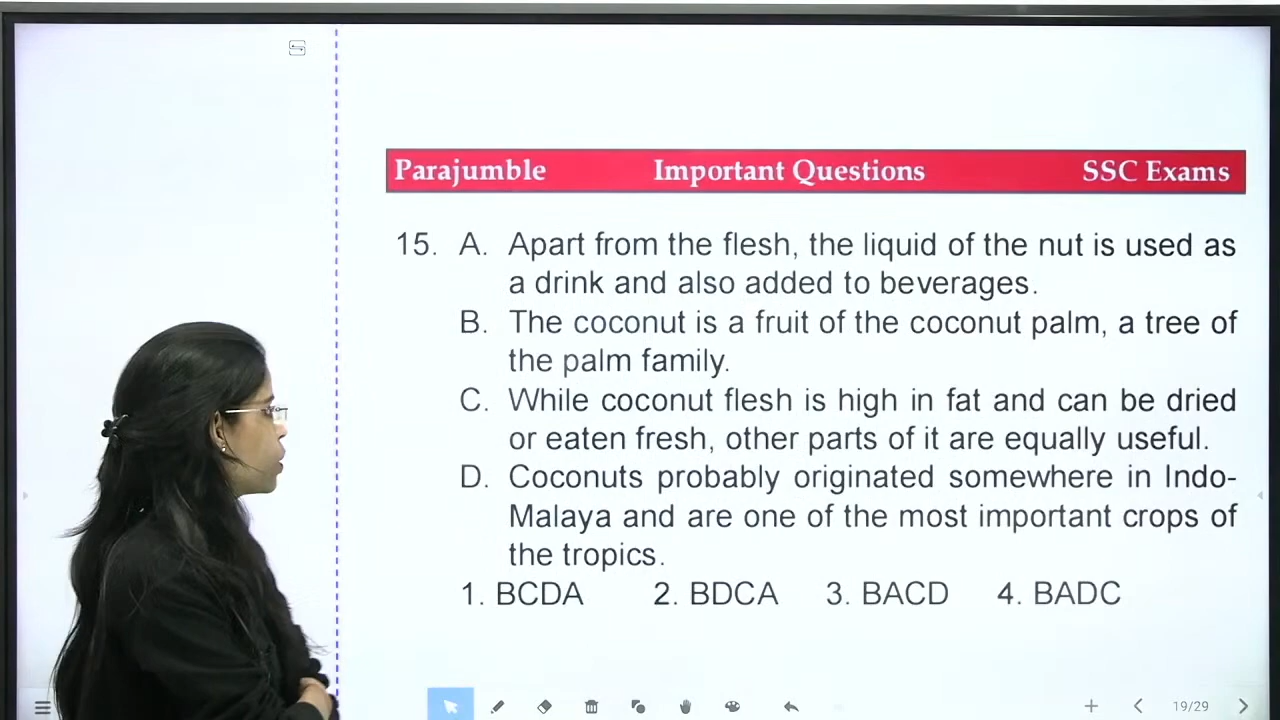 Parajumble Important Questions SSC Exams
15. A. Apart from the flesh, the liquid of the nut is used as
a drink and also added to beverages.
B. The coconut is a fruit of the coconut palm, a tree of
the palm family.
C. While coconut flesh is high in fat and can be dried
or eaten fresh, other parts of it are equally useful.
D. Coconuts probably originated somewhere in Indo-
Malaya and are one of the most important crops of
the tropics.
1. BCDA 2. BDCA 3. BACD 4. BADC
19/29